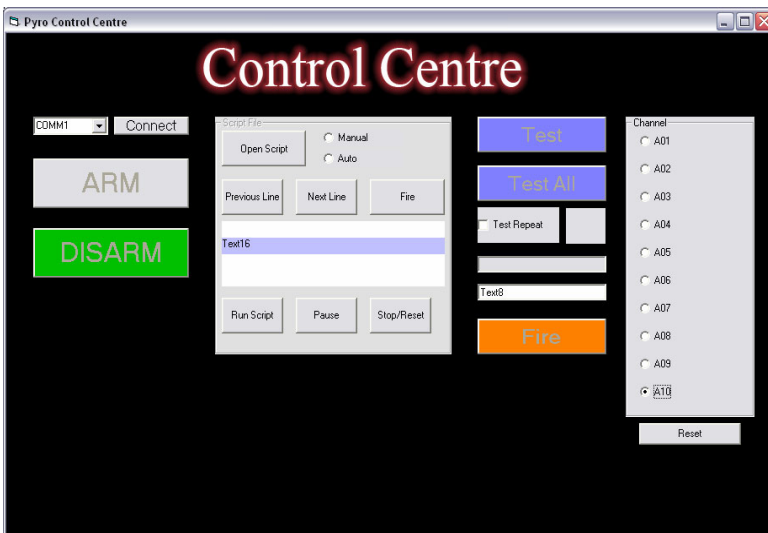 Pyro Control Centre
Control Centre
COMM1
Connect
ARM
DISARM
Script File
Open Script
Manual
Auto
Previous Line
Next Line
Fire
Text16
Run Script
Pause
Stop/Reset
Test
Test All
Test Repeat
Text8
Fire
Channel
A01
A02
A03
A04
A05
A06
A07
A08
A09
A10
Reset